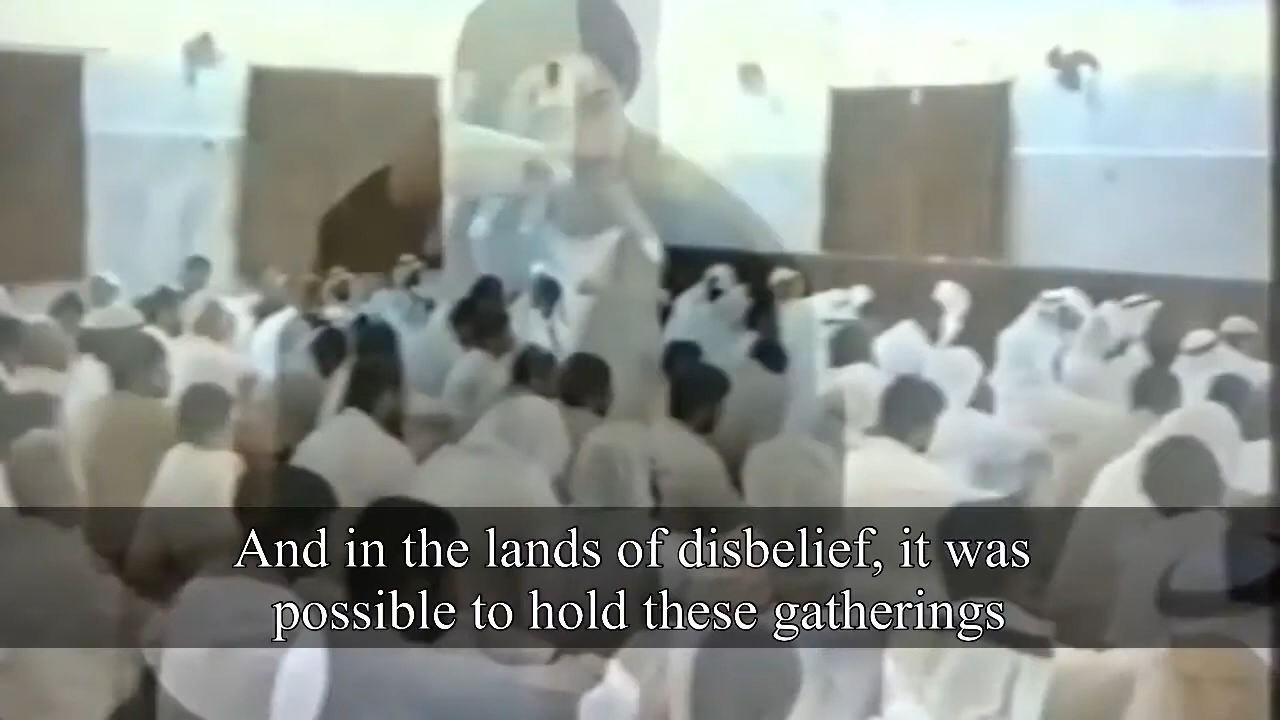 And in the lands of disbelief, it was
possible to hold these gatherings